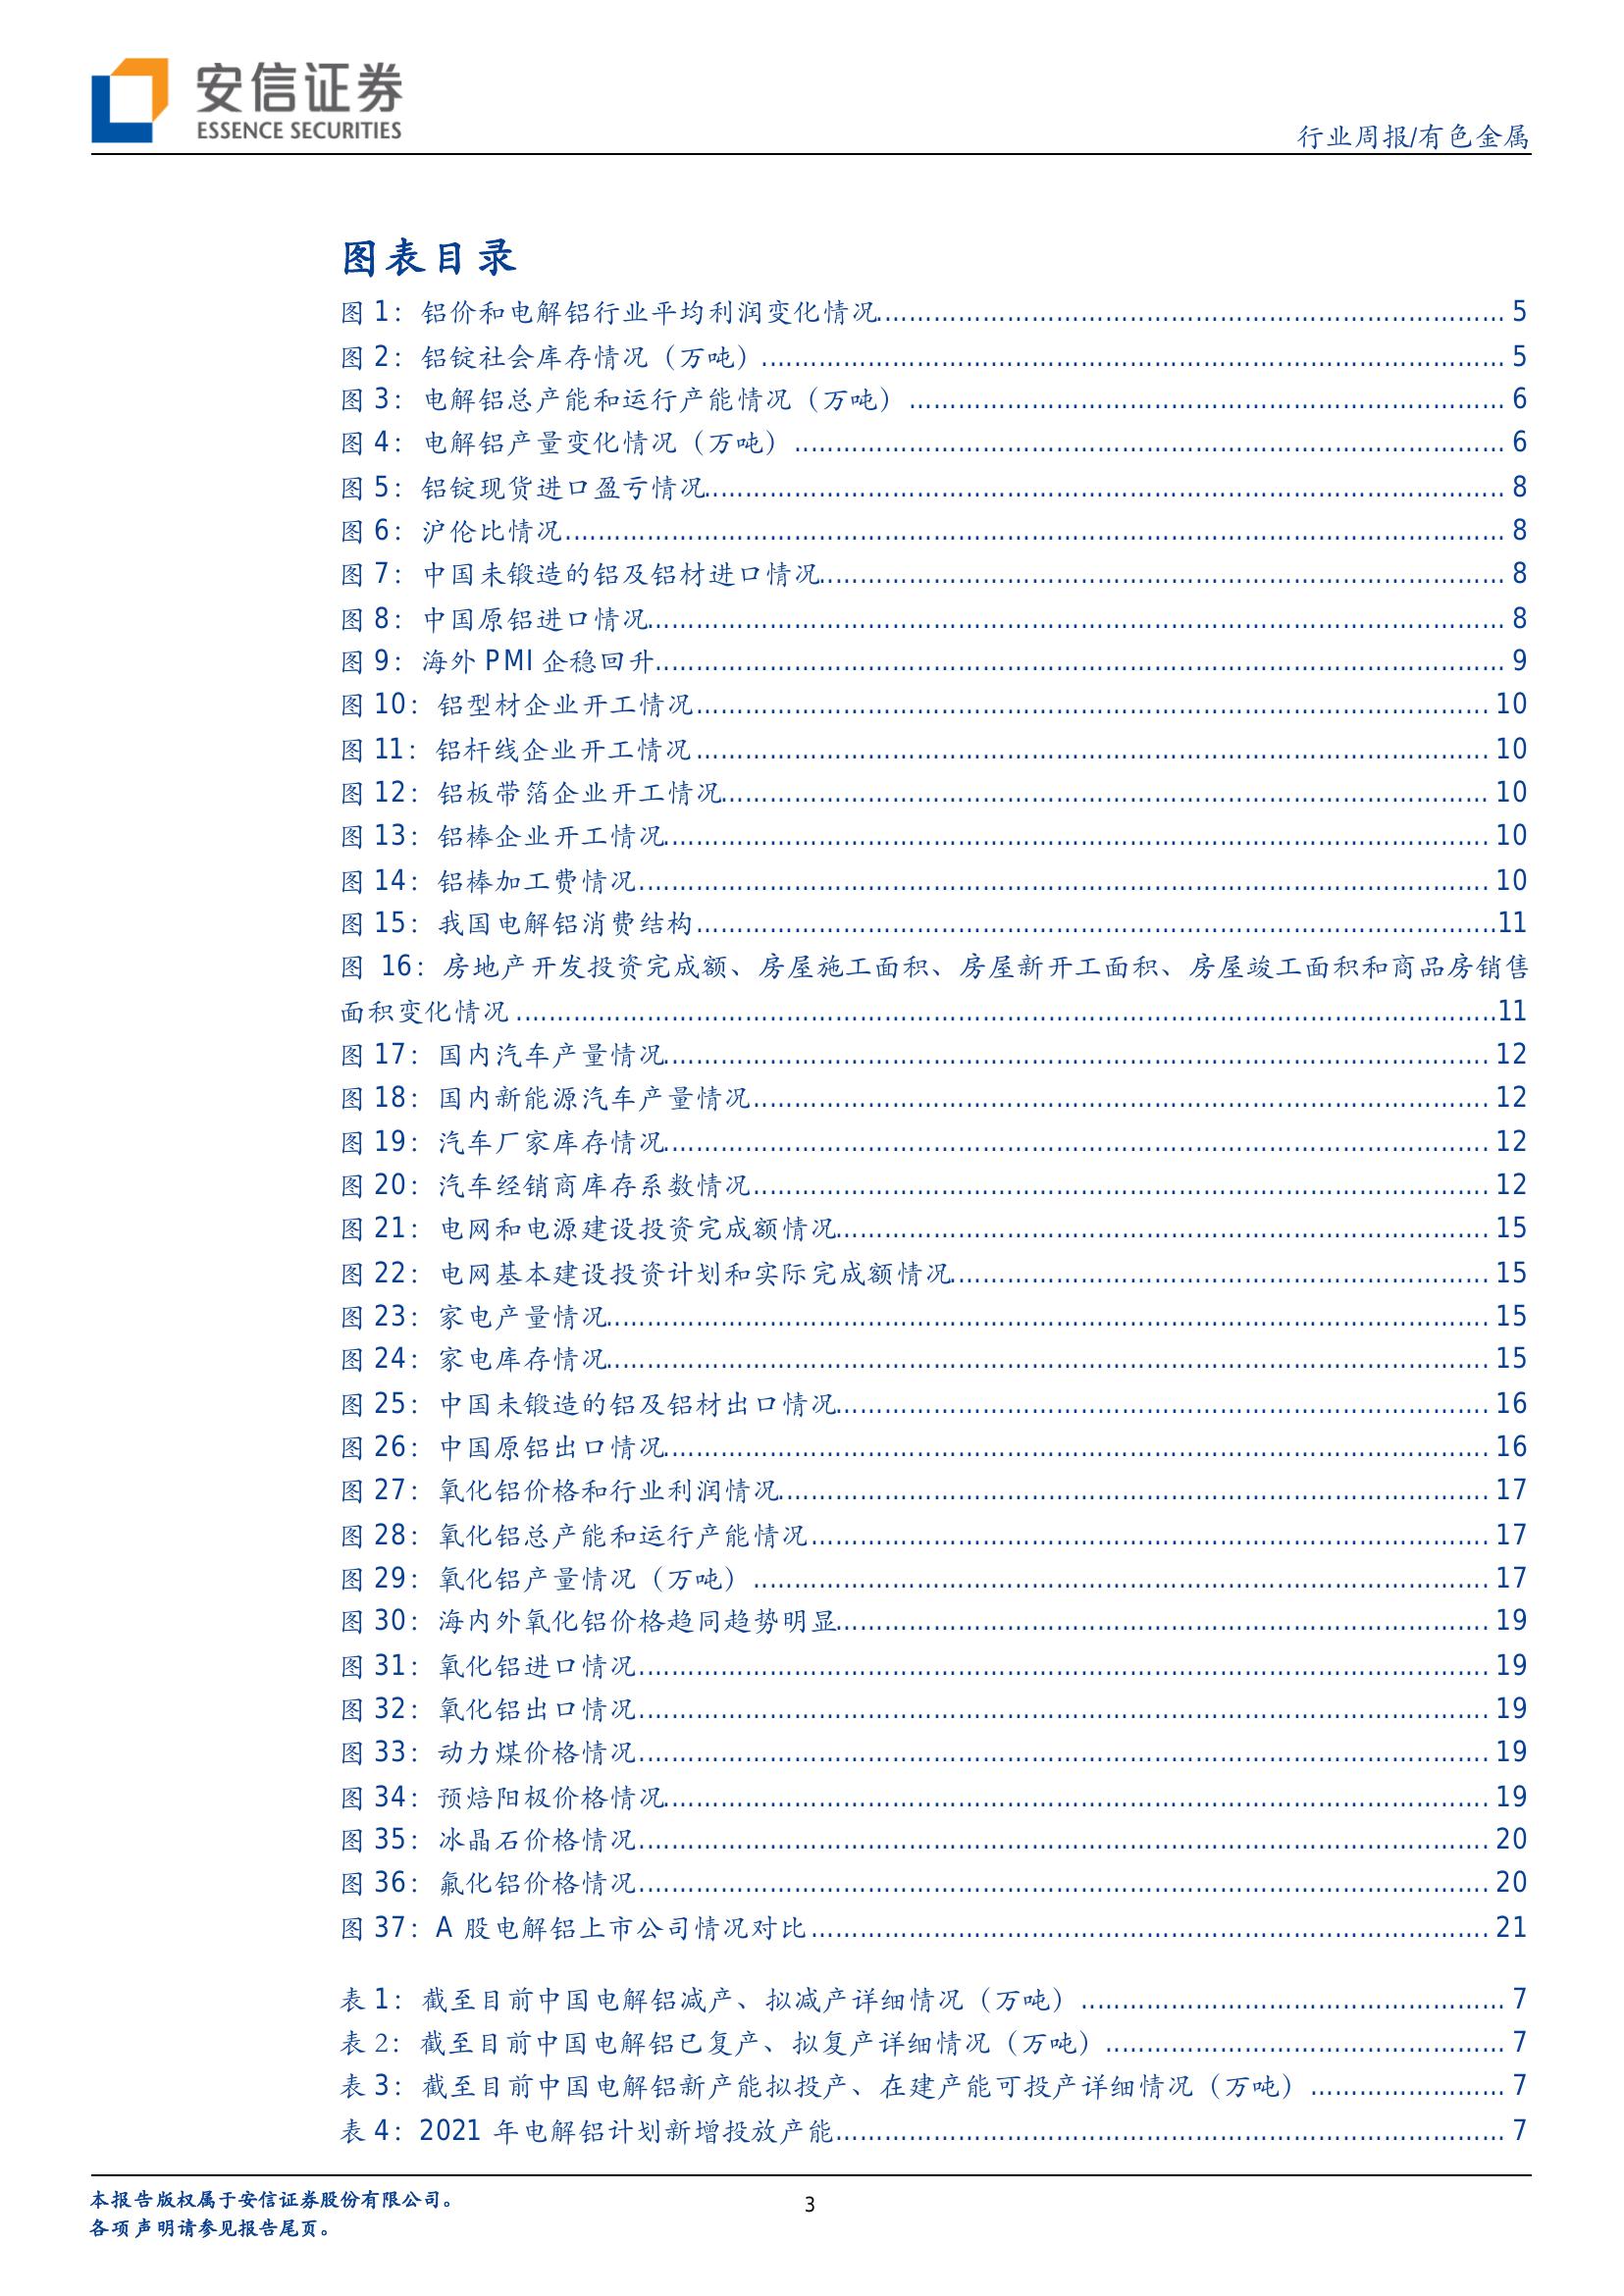 安信证券
ESSENCE SECURITIES
行业周报/有色金属
图表目录
图 1：铝价和电解铝行业平均利润变化情况 5
图 2：铝锭社会库存情况（万吨） 5
图 3：电解铝总产能和运行产能情况（万吨） 6
图 4：电解铝产量变化情况（万吨） 6
图 5：铝锭现货进口盈亏情况 8
图 6：沪伦比情况 8
图 7：中国未锻造的铝及铝材进口情况 8
图 8：中国原铝进口情况 8
图 9：海外 PMI 企稳回升 9
图 10：铝型材企业开工情况 10
图 11：铝杆线企业开工情况 10
图 12：铝板带箔企业开工情况 10
图 13：铝棒企业开工情况 10
图 14：铝棒加工费情况 10
图 15：我国电解铝消费结构 11
图 16：房地产开发投资完成额、房屋施工面积、房屋新开工面积、房屋竣工面积和商品房销售
面积变化情况 11
图 17：国内汽车产量情况 12
图 18：国内新能源汽车产量情况 12
图 19：汽车厂家库存情况 12
图 20：汽车经销商库存系数情况 12
图 21：电网和电源建设投资完成额情况 15
图 22：电网基本建设投资计划和实际完成额情况 15
图 23：家电产量情况 15
图 24：家电库存情况 15
图 25：中国未锻造的铝及铝材出口情况 16
图 26：中国原铝出口情况 16
图 27：氧化铝价格和行业利润情况 17
图 28：氧化铝总产能和运行产能情况 17
图 29：氧化铝产量情况（万吨） 17
图 30：海内外氧化铝价格趋同趋势明显 19
图 31：氧化铝进口情况 19
图 32：氧化铝出口情况 19
图 33：动力煤价格情况 19
图 34：预焙阳极价格情况 19
图 35：冰晶石价格情况 20
图 36：氟化铝价格情况 20
图 37：A 股电解铝上市公司情况对比 21
表 1：截至目前中国电解铝减产、拟减产详细情况（万吨） 7
表 2：截至目前中国电解铝已复产、拟复产详细情况（万吨） 7
表 3：截至目前中国电解铝新产能拟投产、在建产能可投产详细情况（万吨） 7
表 4：2021 年电解铝计划新增投放产能 7
本报告版权属于安信证券股份有限公司。
各项声明请参见报告尾页。
3